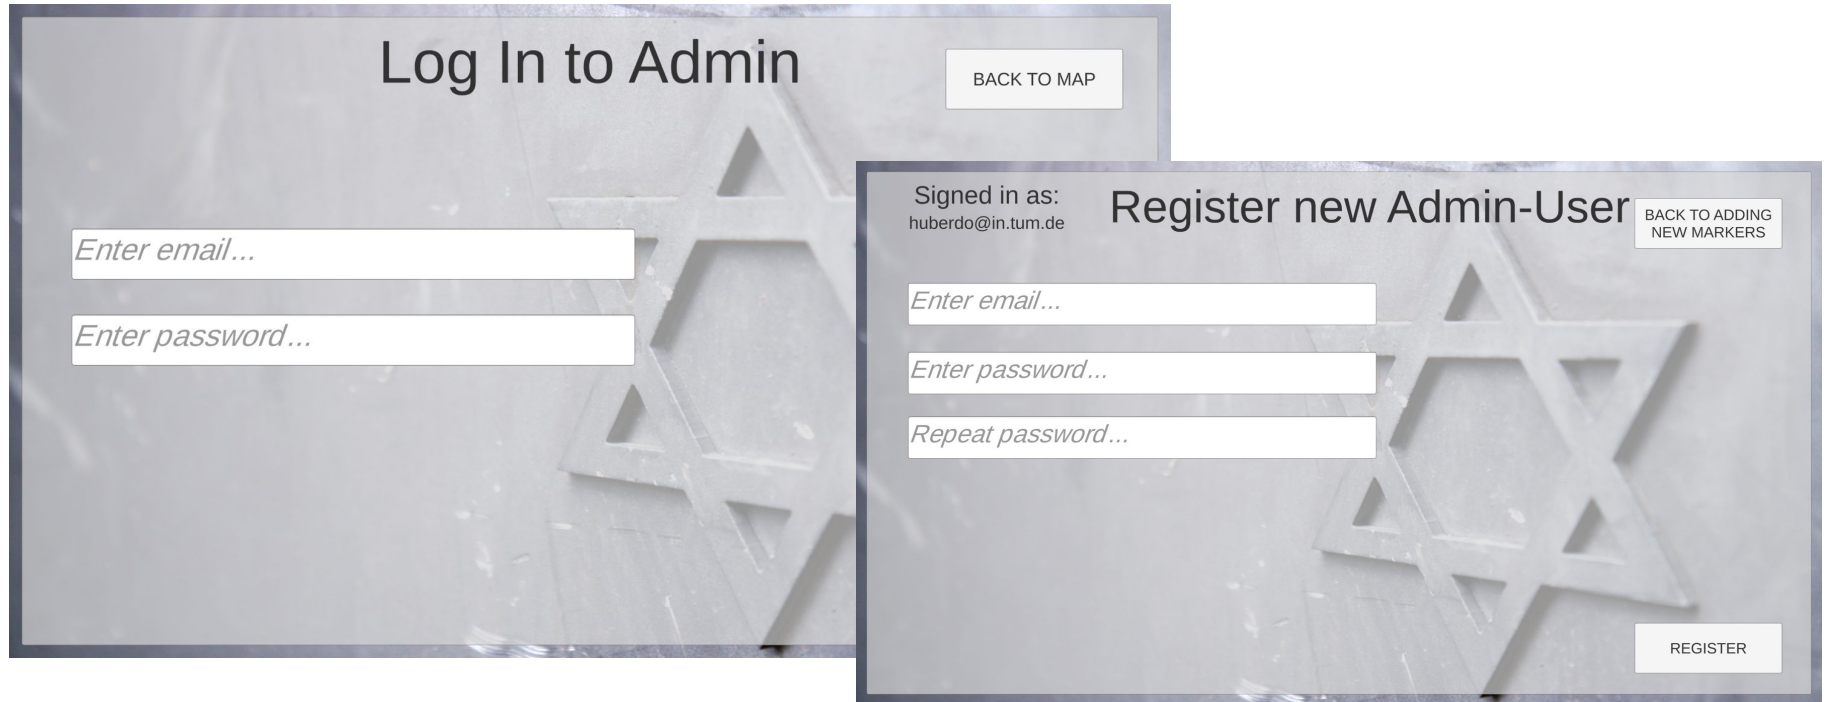 Log In to Admin
BACK TO MAP
Enter email...
Enter password...
Signed in as:
huberdo@in.tum.de
Register new Admin-User
BACK TO ADDING
NEW MARKERS
Enter email...
Enter password...
Repeat password...
REGISTER